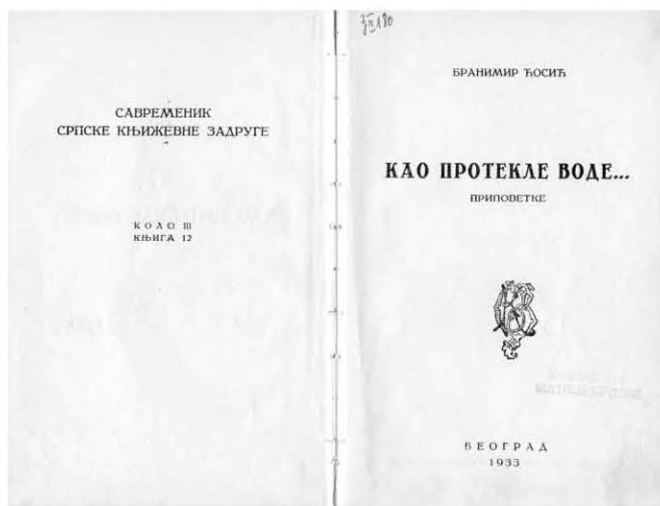 САВРЕМЕНИК
СРПСКЕ КЊИЖЕВНЕ ЗАДРУГЕ
КОЛО III
КЊИГА 12
БРАНИМИР ЋОСИЋ
КАО ПРОТЕКЛЕ ВОДЕ...
ПРИПОВЕТКЕ
БЕОГРАД
1933